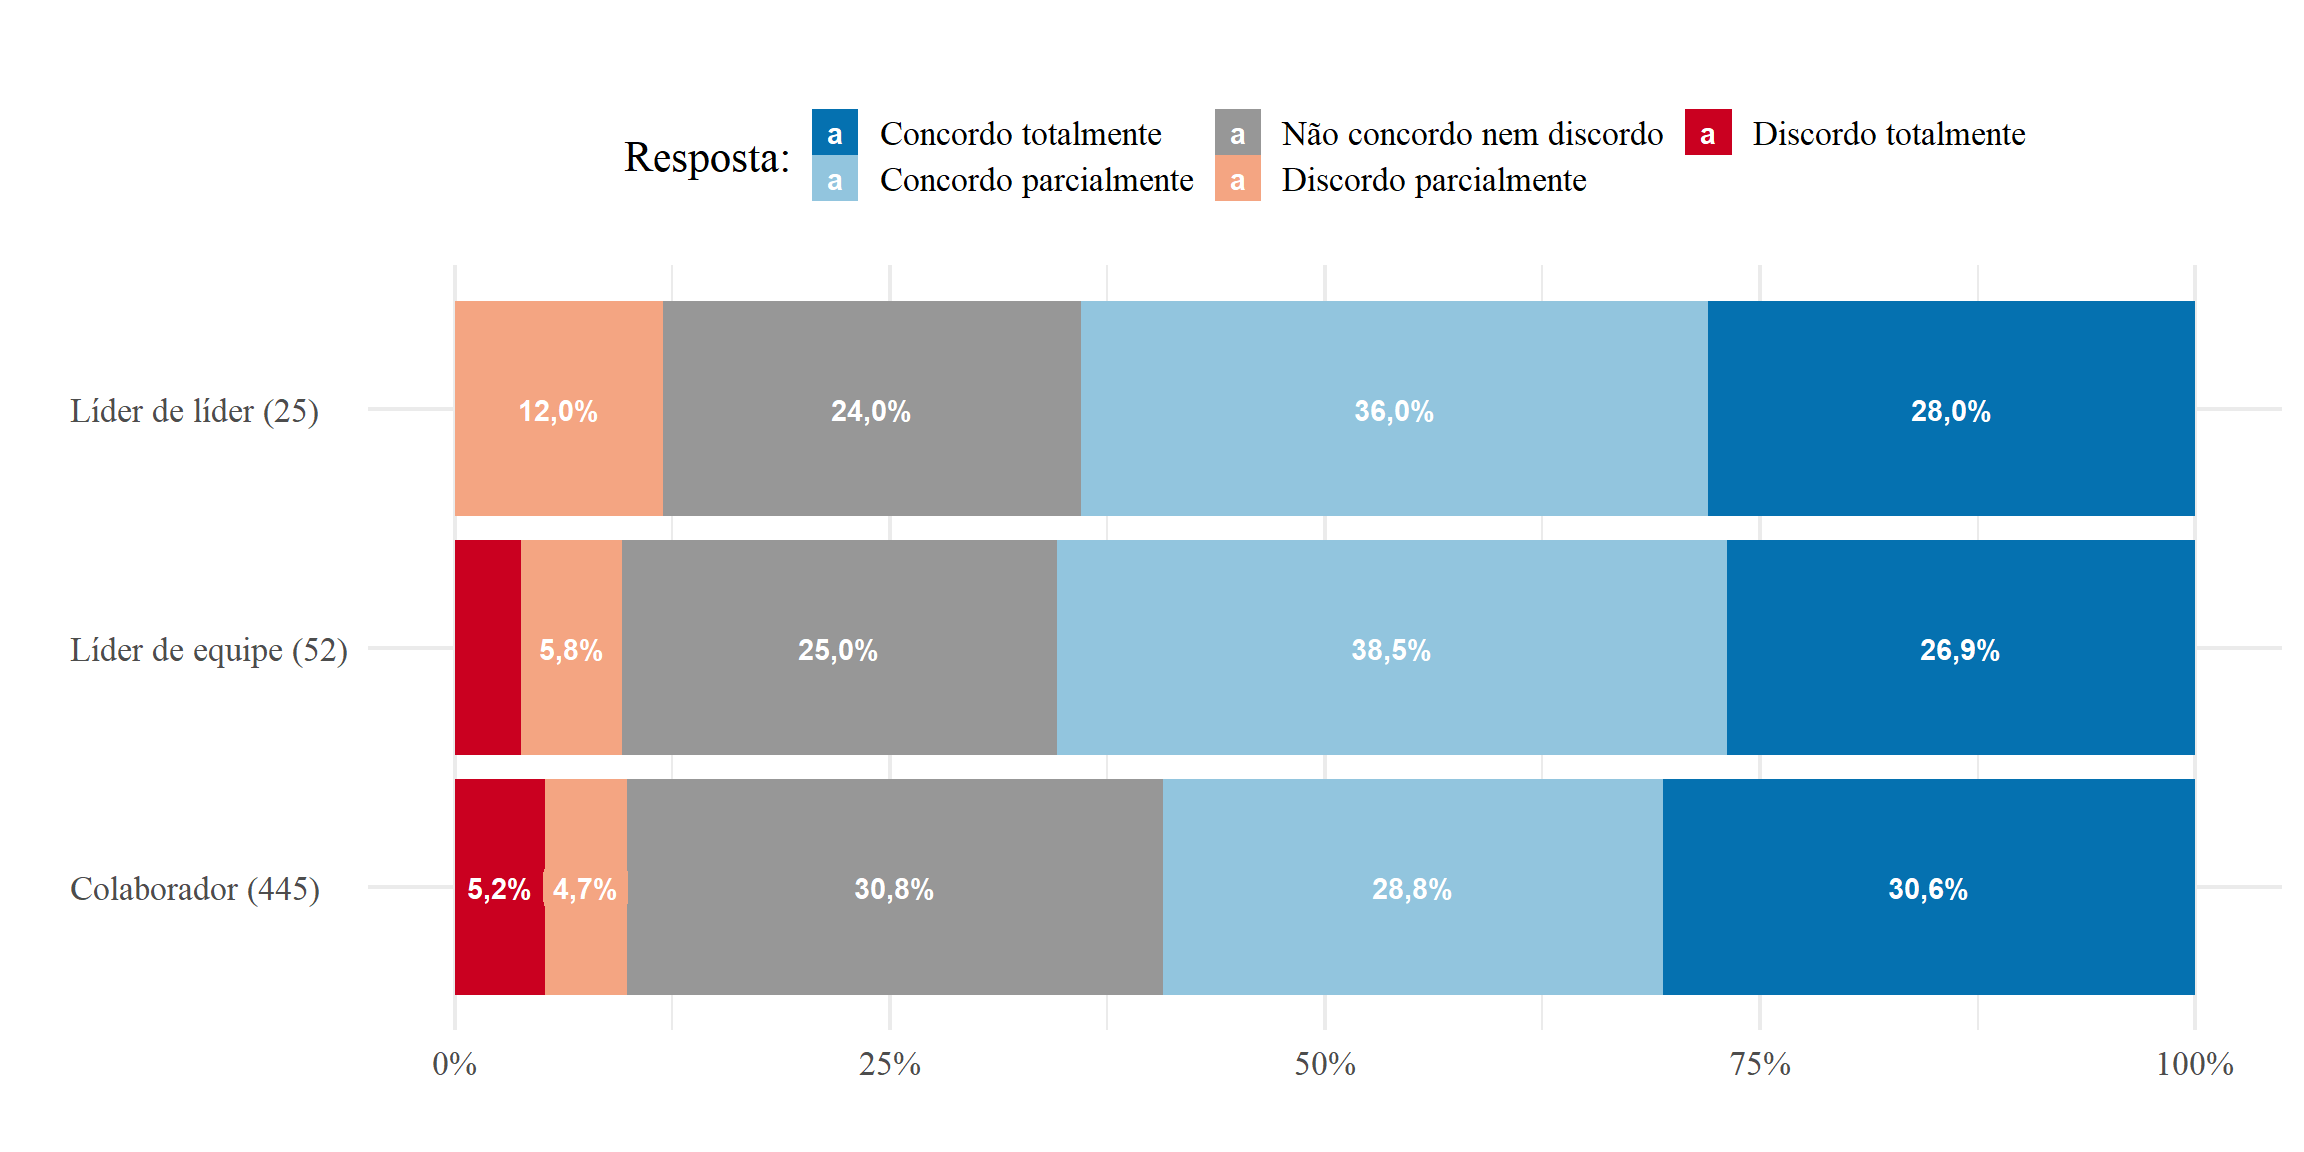 Resposta:
a Concordo totalmente
a Concordo parcialmente
a Não concordo nem discordo
a Discordo parcialmente
a Discordo totalmente
Líder de líder (25)
12,0% 24,0% 36,0% 28,0%
Líder de equipe (52)
5,8% 25,0% 38,5% 26,9%
Colaborador (445)
5,2% 4,7% 30,8% 28,8% 30,6%
0% 25% 50% 75% 100%